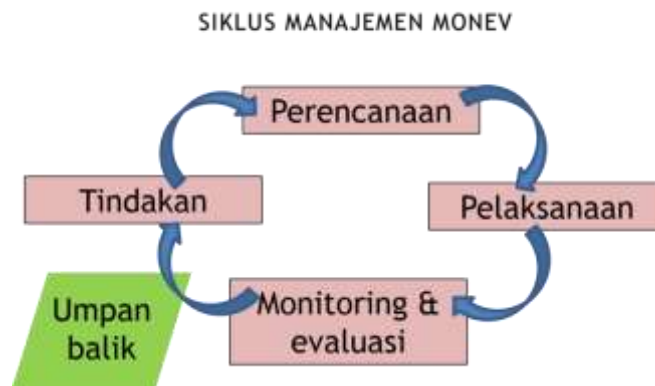 SIKLUS MANAJEMEN MONEV
Perencanaan
Tindakan
Pelaksanaan
Umpan
balik
Monitoring &
evaluasi